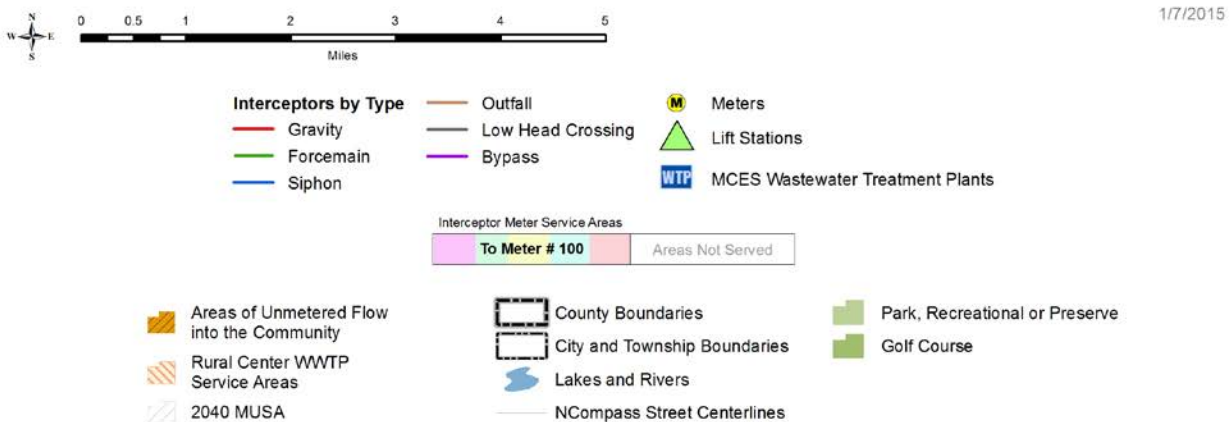 1/7/2015
N
W E
S
0 0.5 1 2 3 4 5
Miles
Interceptors by Type
Gravity
Forcemain
Siphon
Outfall
Low Head Crossing
Bypass
M Meters
Lift Stations
WTP MCES Wastewater Treatment Plants
Interceptor Meter Service Areas
To Meter # 100 Areas Not Served
Areas of Unmetered Flow
into the Community
Rural Center WWTP
Service Areas
2040 MUSA
County Boundaries
City and Township Boundaries
Lakes and Rivers
NCompass Street Centerlines
Park, Recreational or Preserve
Golf Course